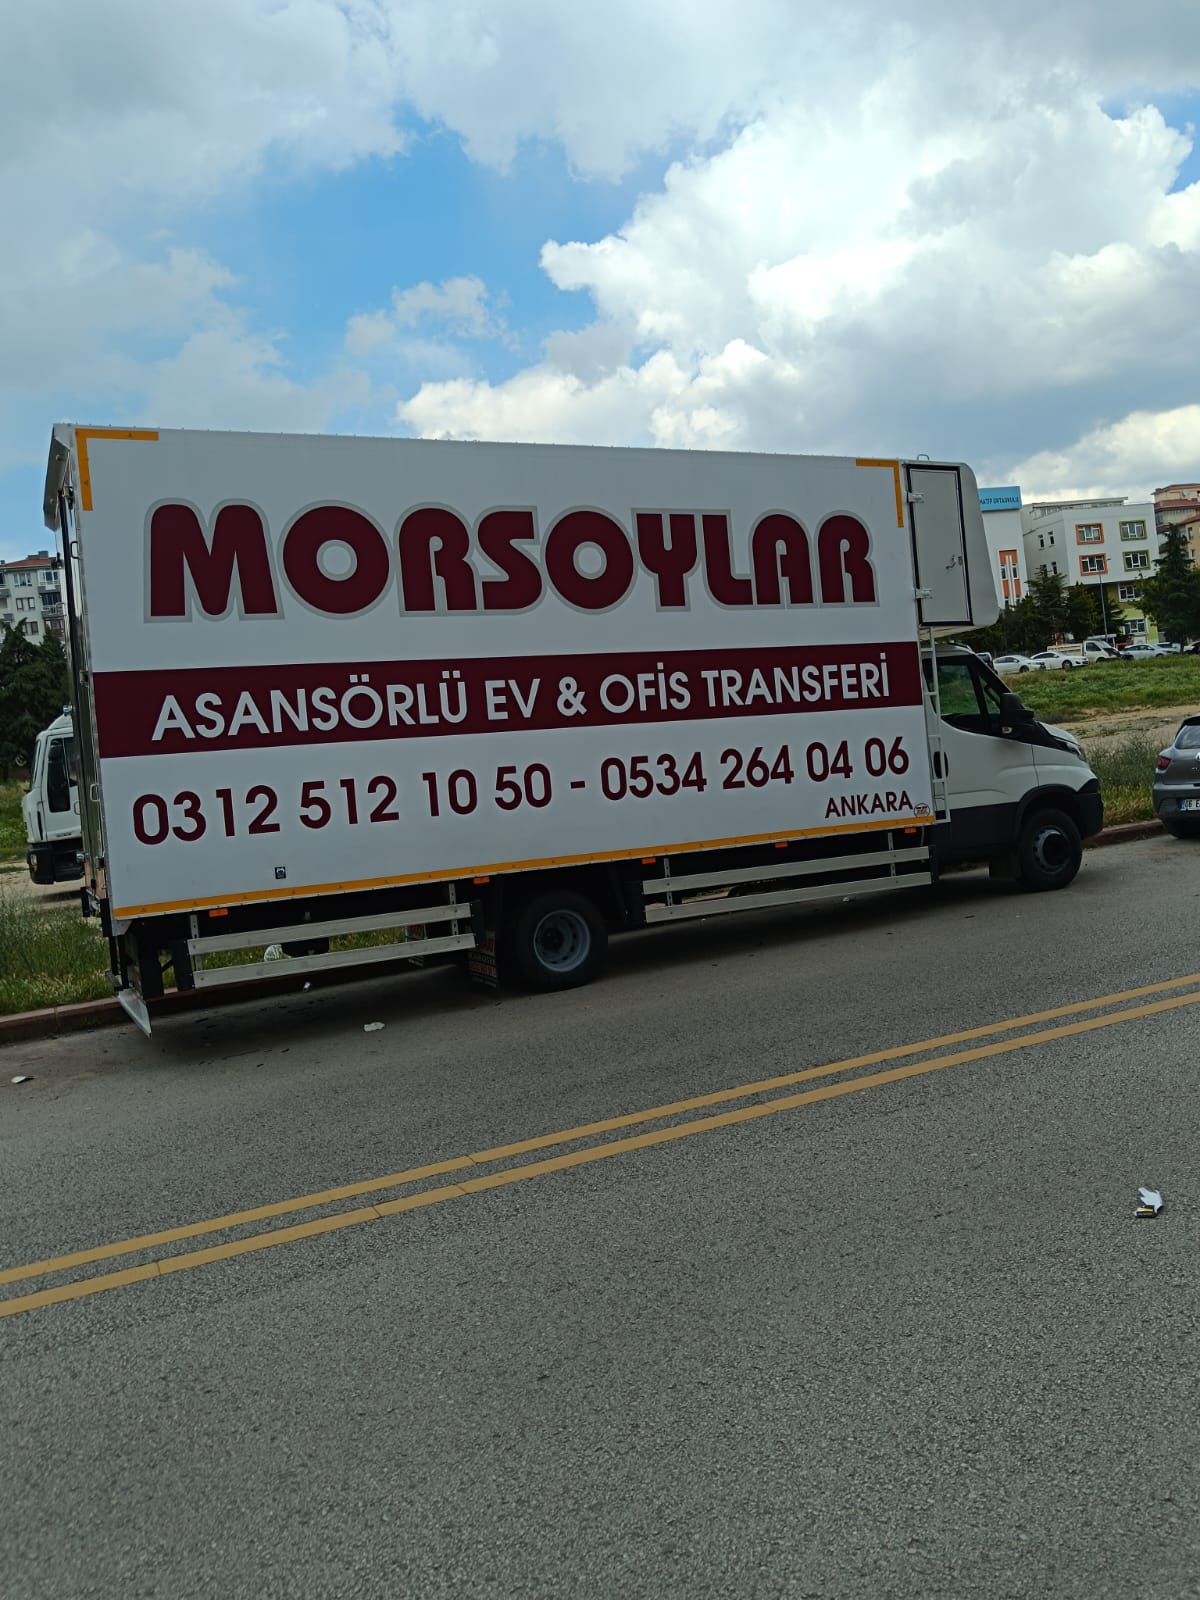 MORSOYLAR
ASANSÖRLÜ EV & OFİS TRANSFERİ
0312 512 10 50 - 0534 264 04 06
ANKARA